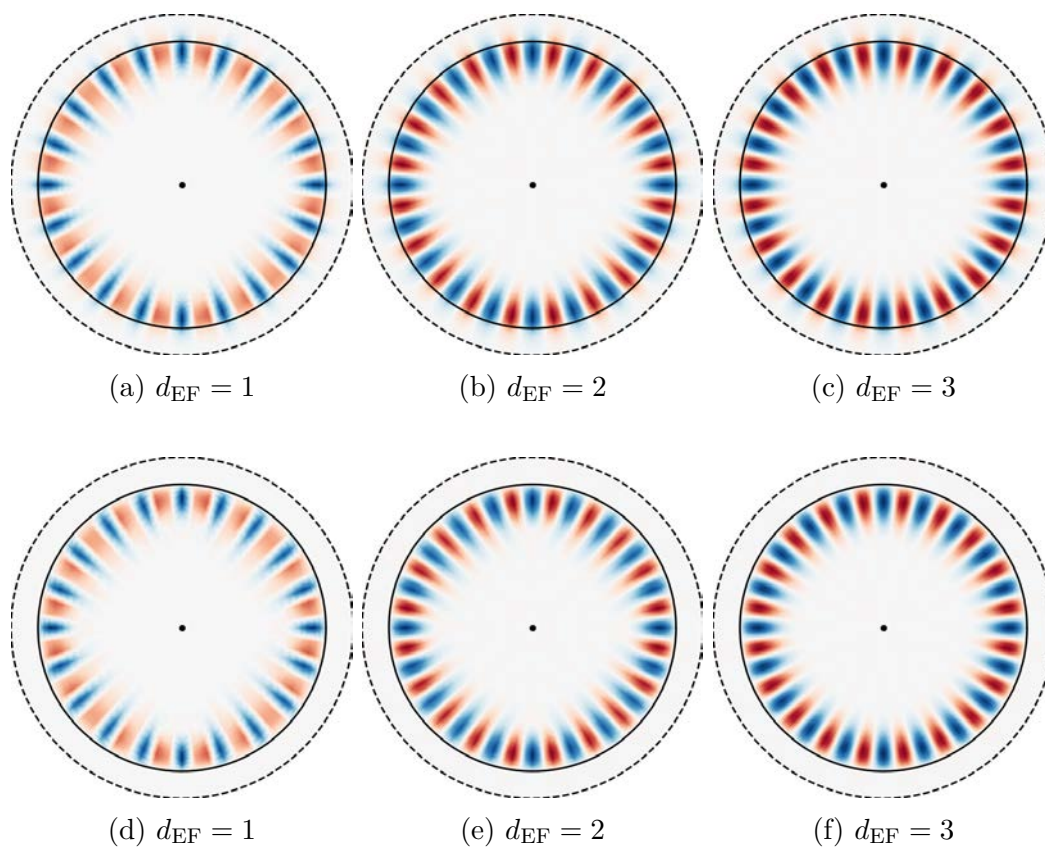 (a) d_EF = 1
(b) d_EF = 2
(c) d_EF = 3
(d) d_EF = 1
(e) d_EF = 2
(f) d_EF = 3